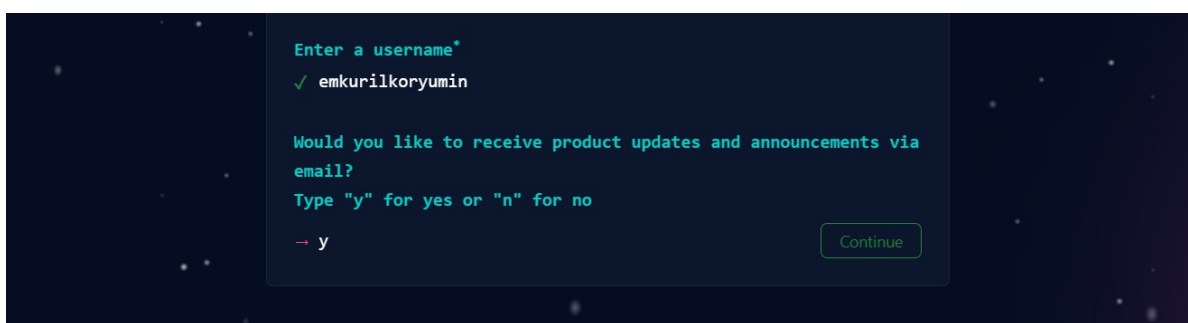 Enter a username*
✓ emkurilkoryumin
Would you like to receive product updates and announcements via
email?
Type "y" for yes or "n" for no
→ y
Continue